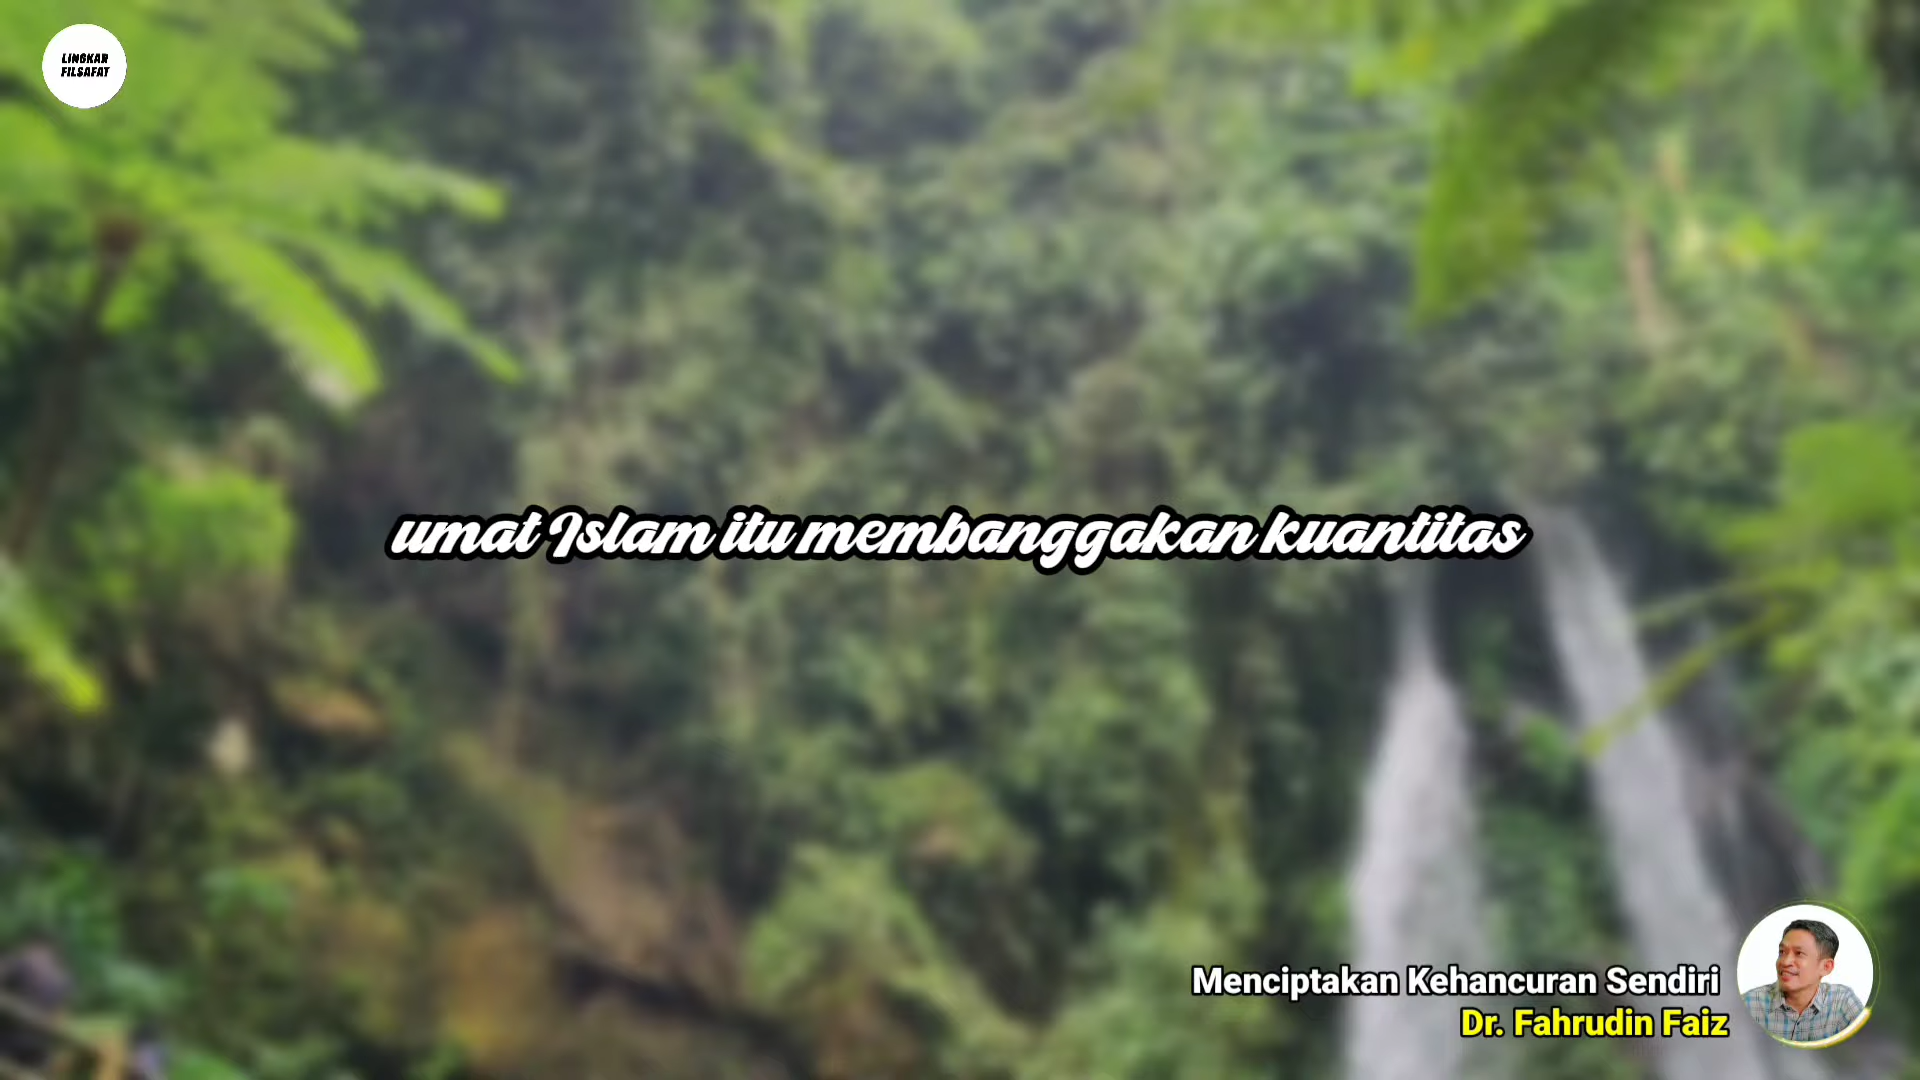 LINGKAR
FILSAFAT
umat Islam itu membanggakan kuantitas
Menciptakan Kehancuran Sendiri
Dr. Fahrudin Faiz